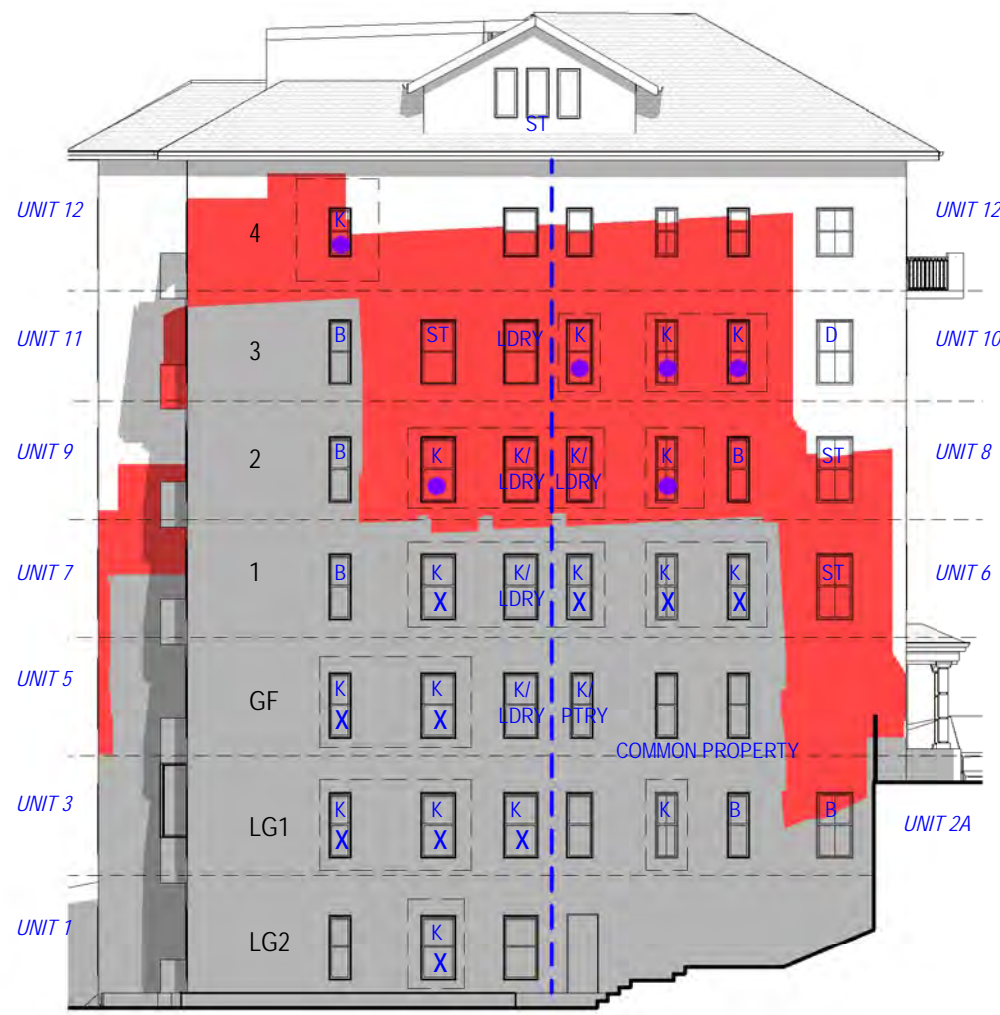 ST
UNIT 12
4
K
UNIT 12
UNIT 11
3
B
ST
LDRY
K
K
K
D
UNIT 10
UNIT 9
2
B
K
K/
LDRY
K/
LDRY
K
B
ST
UNIT 8
UNIT 7
1
B
K
X
K/
LDRY
K
X
K
X
K
X
ST
UNIT 6
UNIT 5
GF
K
X
K
X
K/
LDRY
K/
PTRY
COMMON PROPERTY
UNIT 3
LG1
K
X
K
X
K
X
K
B
B
UNIT 2A
UNIT 1
LG2
K
X